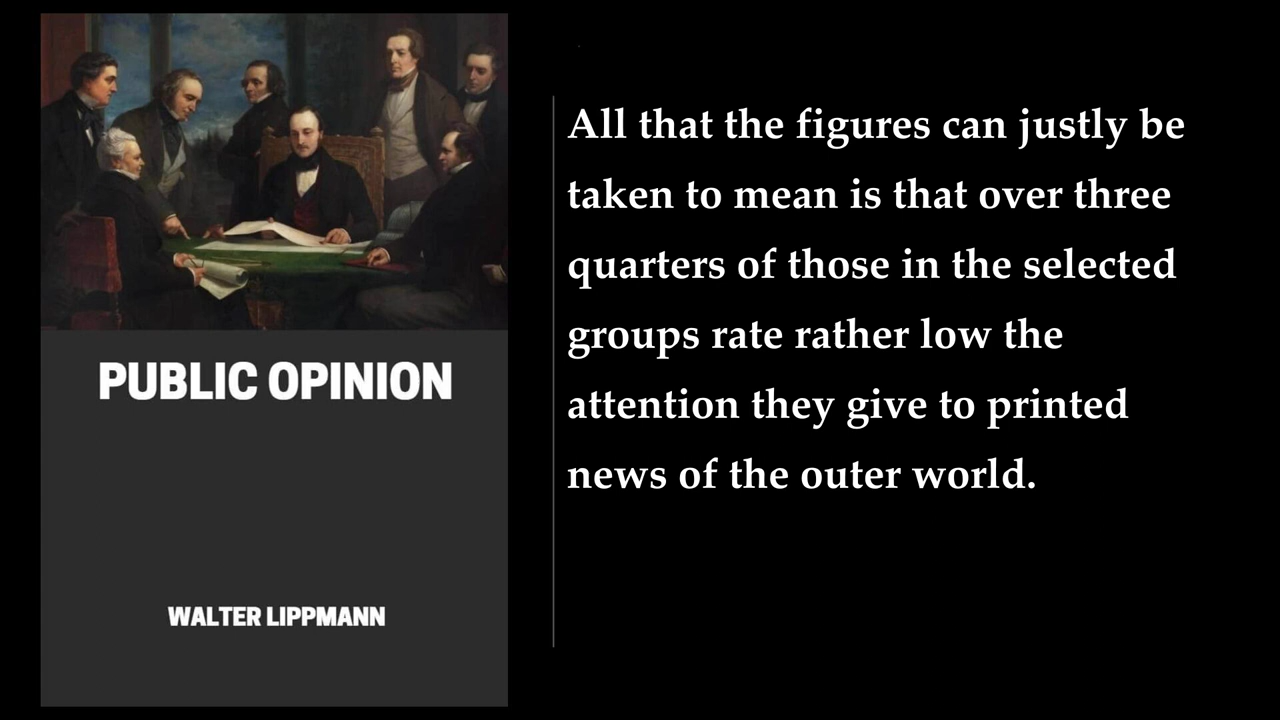 PUBLIC OPINION
WALTER LIPPMANN
All that the figures can justly be
taken to mean is that over three
quarters of those in the selected
groups rate rather low the
attention they give to printed
news of the outer world.